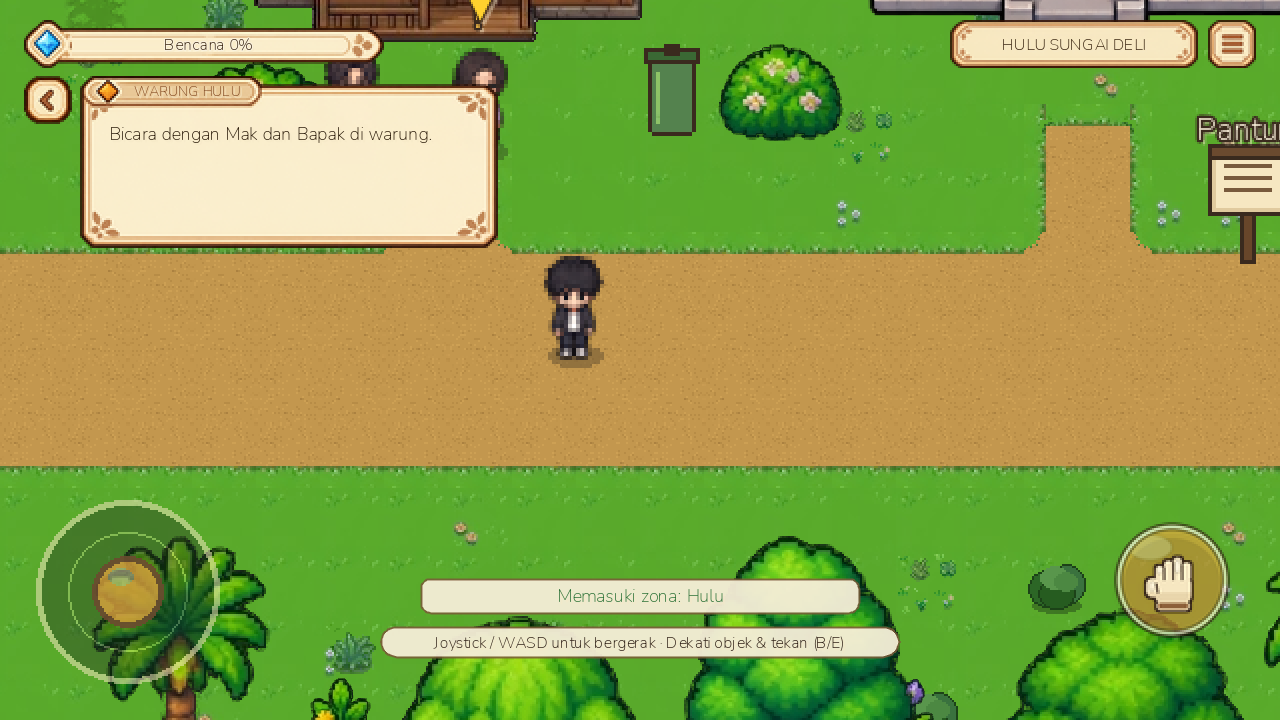 Bencana 0%
HULU SUNGAI DELI
WARUNG HULU
Bicara dengan Mak dan Bapak di warung.
Memasuki zona: Hulu
Joystick / WASD untuk bergerak · Dekati objek & tekan (B/E)